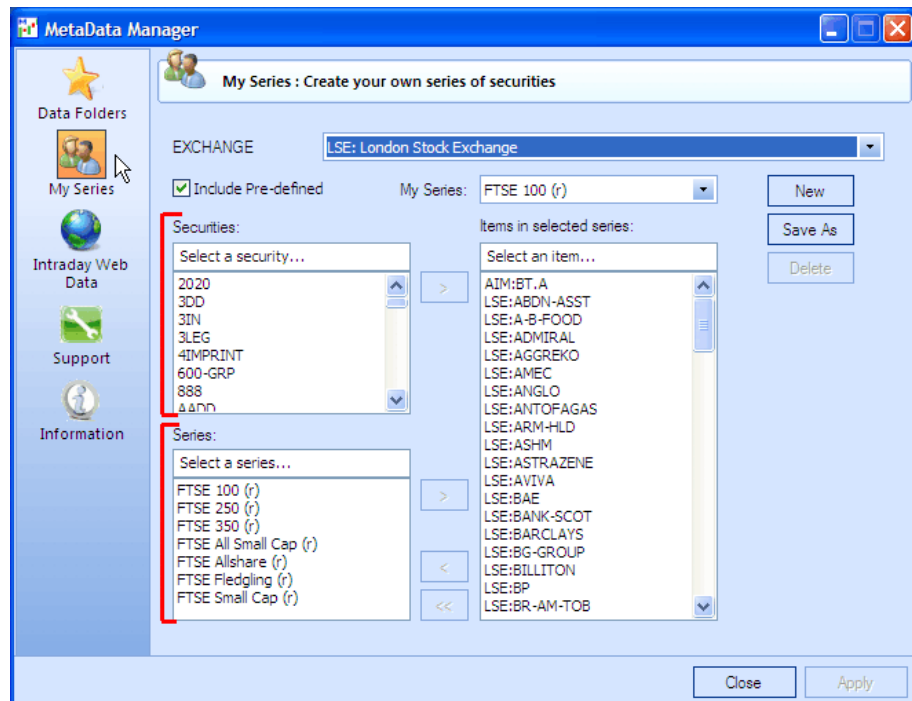 MetaData Manager
Data Folders
My Series
Intraday Web
Data
Support
Information
My Series : Create your own series of securities
EXCHANGE
LSE: London Stock Exchange
Include Pre-defined
My Series:
FTSE 100 (r)
New
Save As
Delete
Securities:
Select a security...
2020
3DD
3IN
3LEG
4IMPRINT
600-GRP
888
AADD
>
Series:
Select a series...
FTSE 100 (r)
FTSE 250 (r)
FTSE 350 (r)
FTSE All Small Cap (r)
FTSE Allshare (r)
FTSE Fledgling (r)
FTSE Small Cap (r)
>
<
<<
Items in selected series:
Select an item...
AIM:BT.A
LSE:ABDN-ASST
LSE:A-B-FOOD
LSE:ADMIRAL
LSE:AGGREKO
LSE:AMEC
LSE:ANGLO
LSE:ANTOFAGAS
LSE:ARM-HLD
LSE:ASHM
LSE:ASTRAZENE
LSE:AVIVA
LSE:BAE
LSE:BANK-SCOT
LSE:BARCLAYS
LSE:BG-GROUP
LSE:BILLITON
LSE:BP
LSE:BR-AM-TOB
Close
Apply